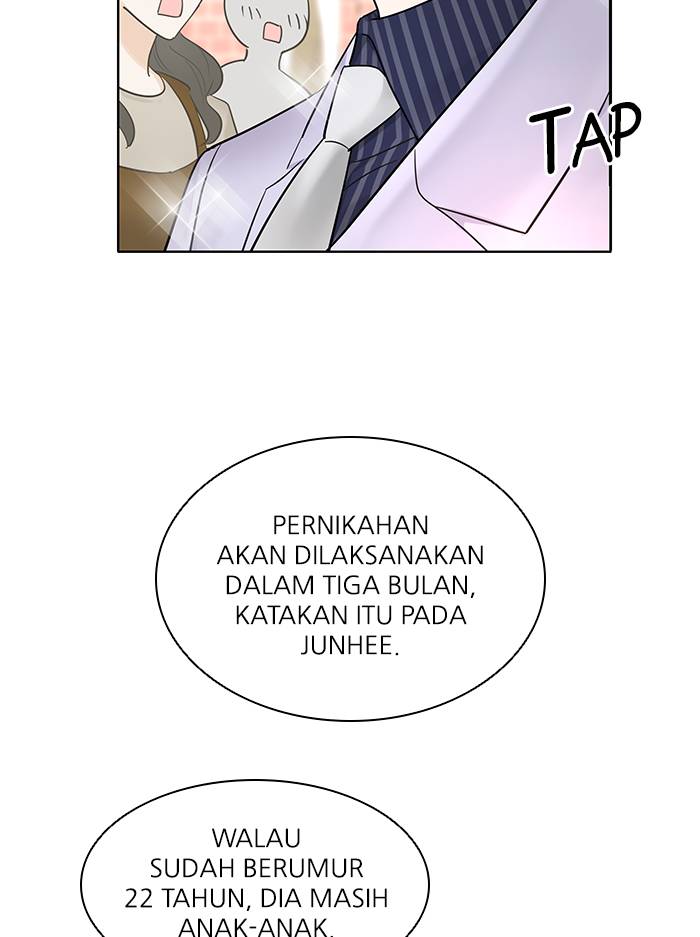 TAP
PERNIKAHAN
AKAN DILAKSANAKAN
DALAM TIGA BULAN,
KATAKAN ITU PADA
JUNHEE.
WALAU
SUDAH BERUMUR
22 TAHUN, DIA MASIH
ANAK-ANAK.